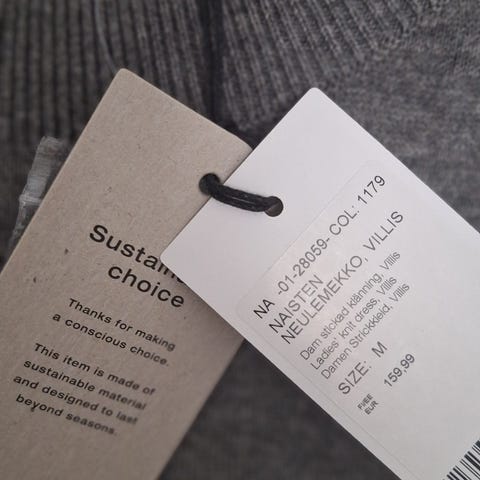 Sustain
choice
Thanks for making
a conscious choice.
This item is made of
sustainable material
and designed to last
beyond seasons.
NA -01-28059- COL. 1179
NAISTEN
NEULEMEKKO, VILLIS
Dam stickad klänning, Villis
Ladies' knit dress, Villis
Damen Strickkleid, Villis
SIZE: M
FI/EE
EUR 159,99